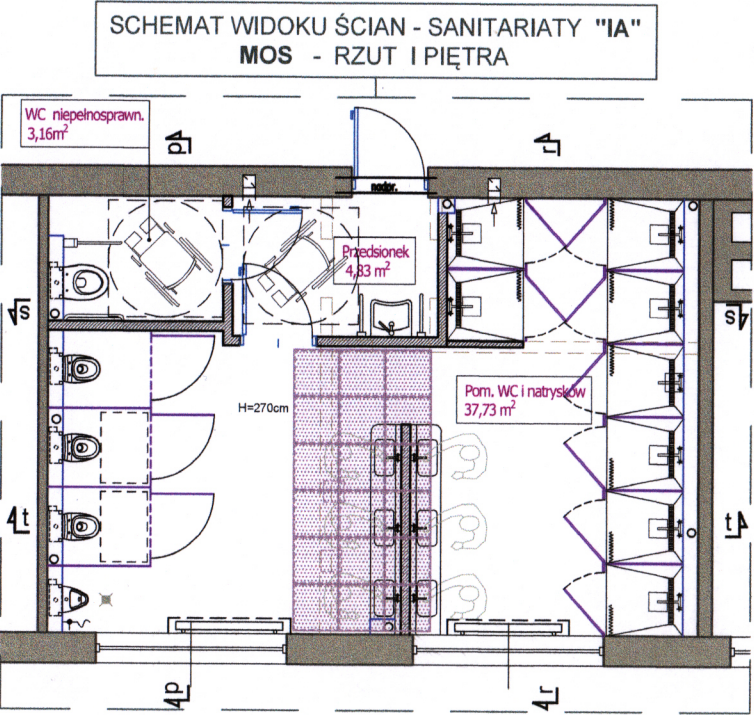 SCHEMAT WIDOKU ŚCIAN - SANITARIATY "IA"
MOS - RZUT I PIĘTRA
WC niepełnosprawn.
3,16m²
p
r
nadpr.
Przedsionek
4,83 m²
s
s
H=270cm
Pom. WC i natrysków
37,73 m²
t
t
p
r